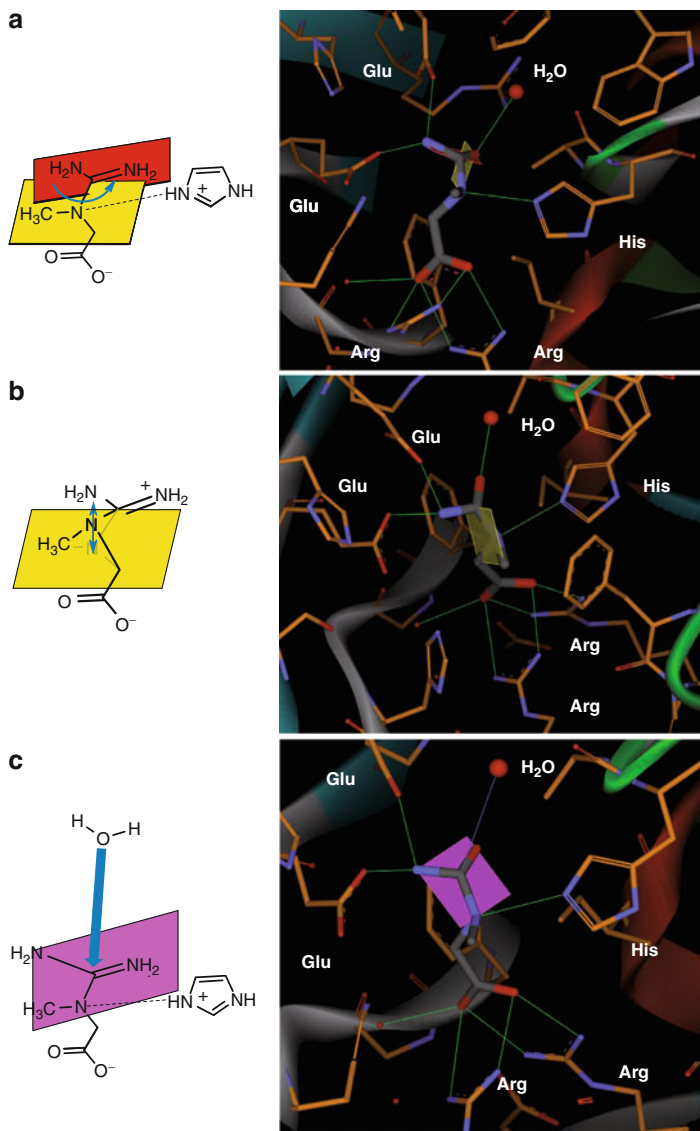 a
Glu
H₂O
H₂N
NH₂
HN
+
NH
H₃C
N
Glu
His
O
O⁻
Arg
Arg
b
H₂O
Glu
His
+
H₂N
NH₂
Glu
N
H₃C
N
O
O⁻
Arg
Arg
c
H₂O
Glu
H
H
O
H₂N
NH₂
His
Glu
H₃C
N
HN
+
NH
O
O⁻
Arg
Arg